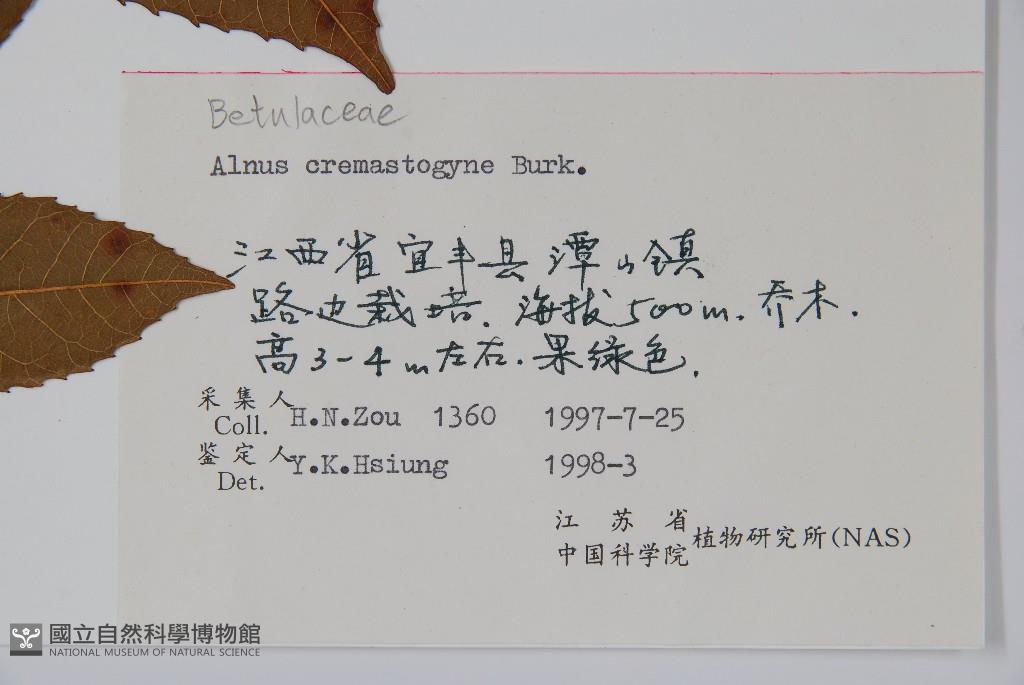 Betulaceae
Alnus cremastogyne Burk.
江西省宜丰县潭山镇
路边栽培. 海拔500m. 乔木.
高3-4m左右. 果绿色.
采集人 H.N.Zou 1360 1997-7-25
Coll.
鉴定人 Y.K.Hsiung 1998-3
Det.
江苏省
中国科学院 植物研究所(NAS)
國立自然科學博物館
NATIONAL MUSEUM OF NATURAL SCIENCE